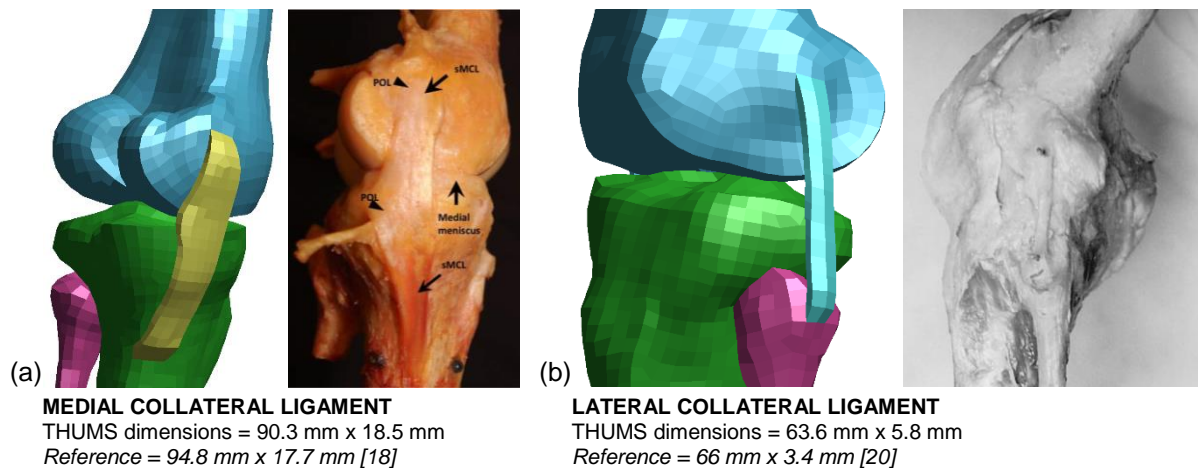 POL
sMCL
POL
Medial
meniscus
sMCL
(a)
(b)
MEDIAL COLLATERAL LIGAMENT
THUMS dimensions = 90.3 mm x 18.5 mm
Reference = 94.8 mm x 17.7 mm [18]
LATERAL COLLATERAL LIGAMENT
THUMS dimensions = 63.6 mm x 5.8 mm
Reference = 66 mm x 3.4 mm [20]